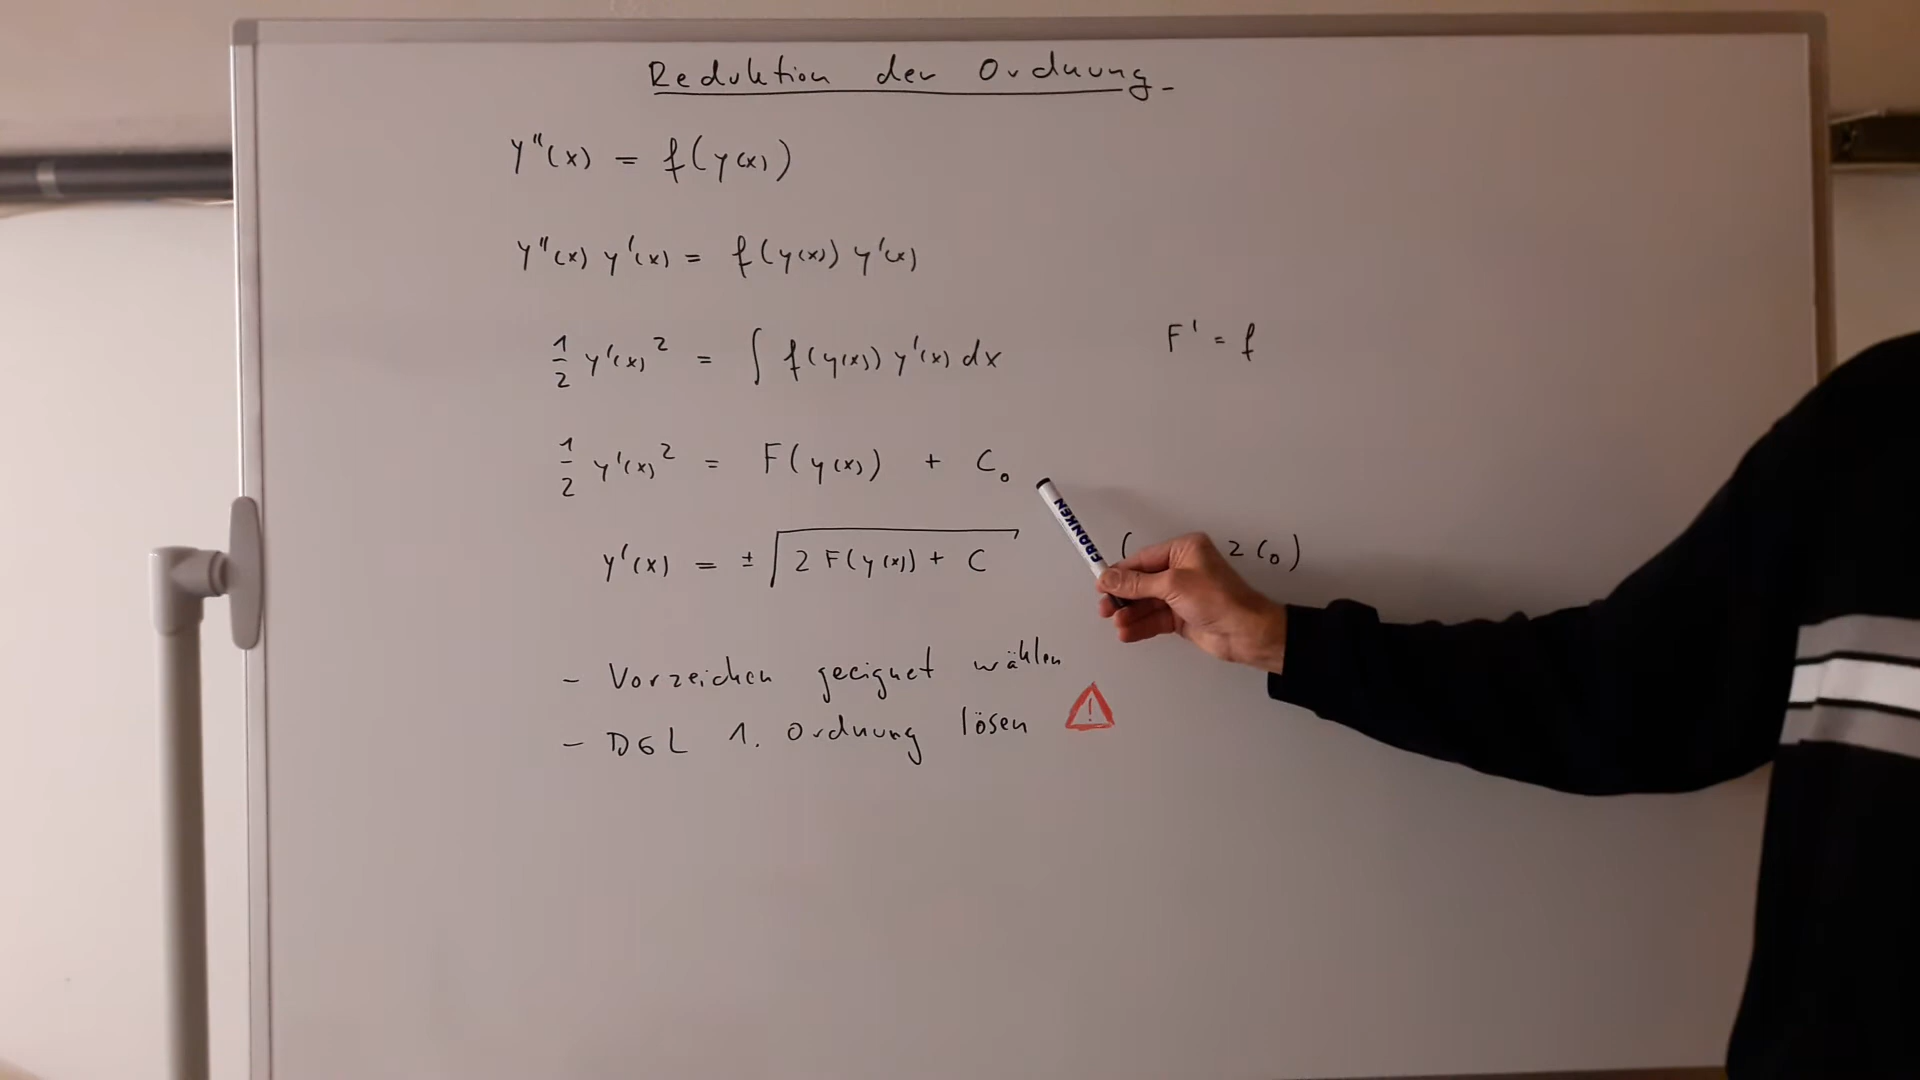 Reduktion der Ordnung
y''(x) = f(y(x))
y''(x) y'(x) = f(y(x)) y'(x)
1/2 y'(x)² = ∫ f(y(x)) y'(x) dx
F' = f
1/2 y'(x)² = F(y(x)) + C₀
FRANKEN
y'(x) = ± √(2 F(y(x)) + C)
( 2 C₀)
- Vorzeichen geeignet wählen
- DGL 1. Ordnung lösen
!